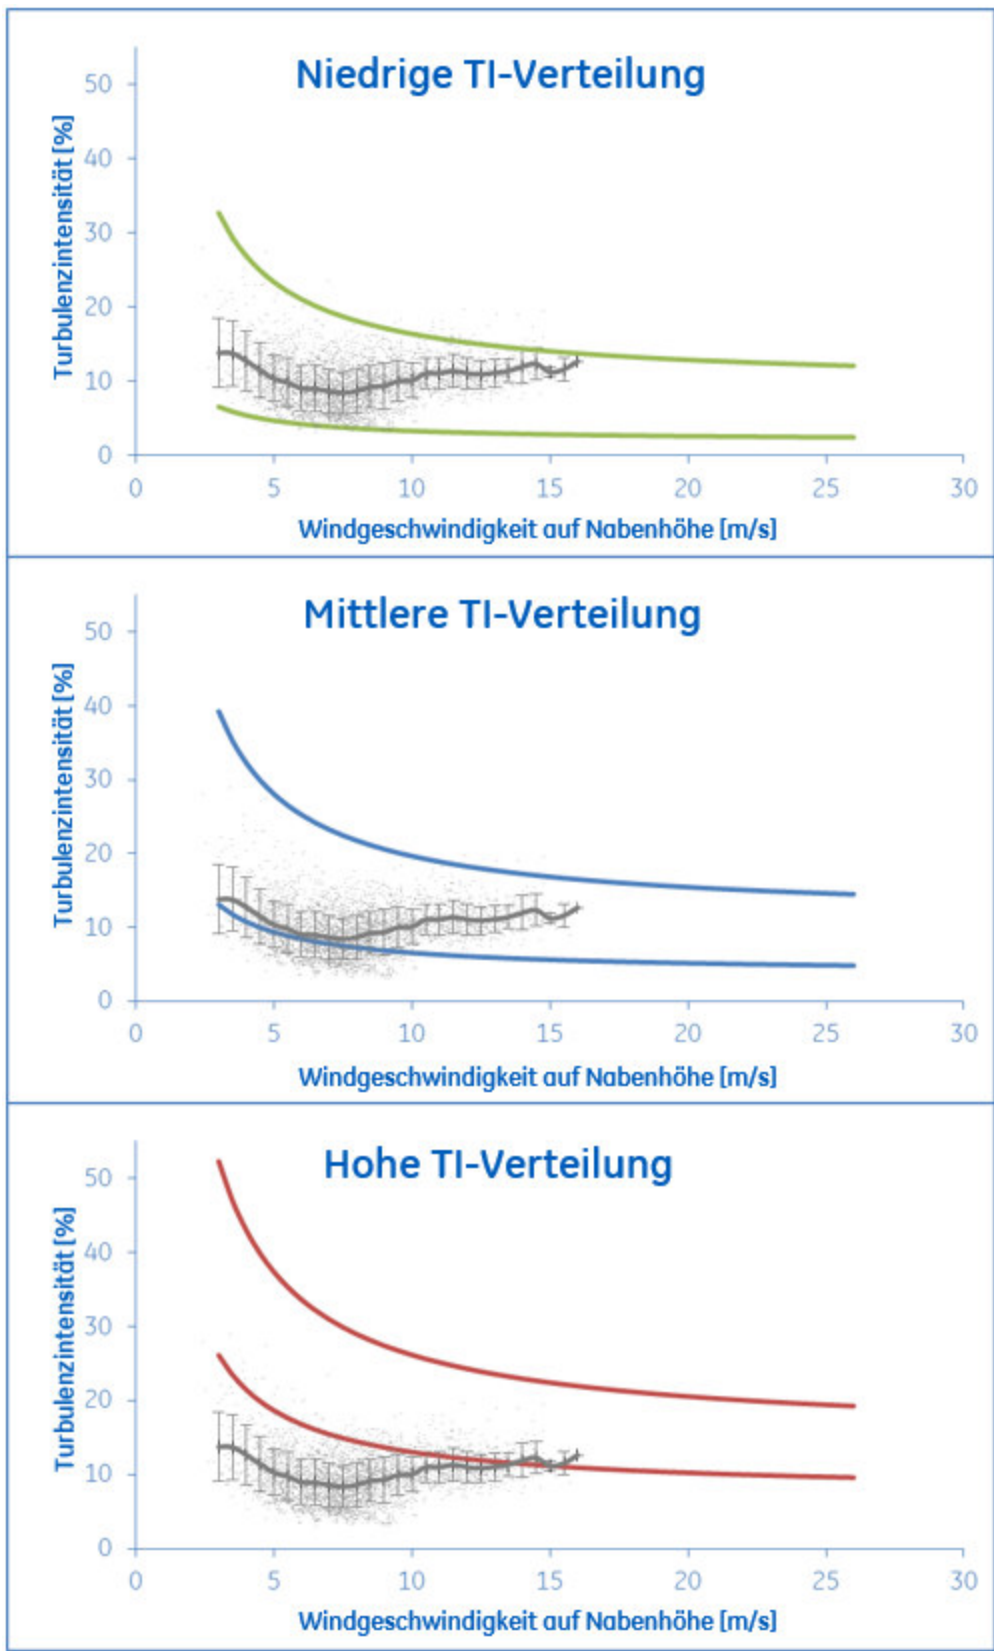 Niedrige TI-Verteilung
Turbulenzintensität [%]
50
40
30
20
10
0
0 5 10 15 20 25 30
Windgeschwindigkeit auf Nabenhöhe [m/s]
Mittlere TI-Verteilung
Turbulenzintensität [%]
50
40
30
20
10
0
0 5 10 15 20 25 30
Windgeschwindigkeit auf Nabenhöhe [m/s]
Hohe TI-Verteilung
Turbulenzintensität [%]
50
40
30
20
10
0
0 5 10 15 20 25 30
Windgeschwindigkeit auf Nabenhöhe [m/s]